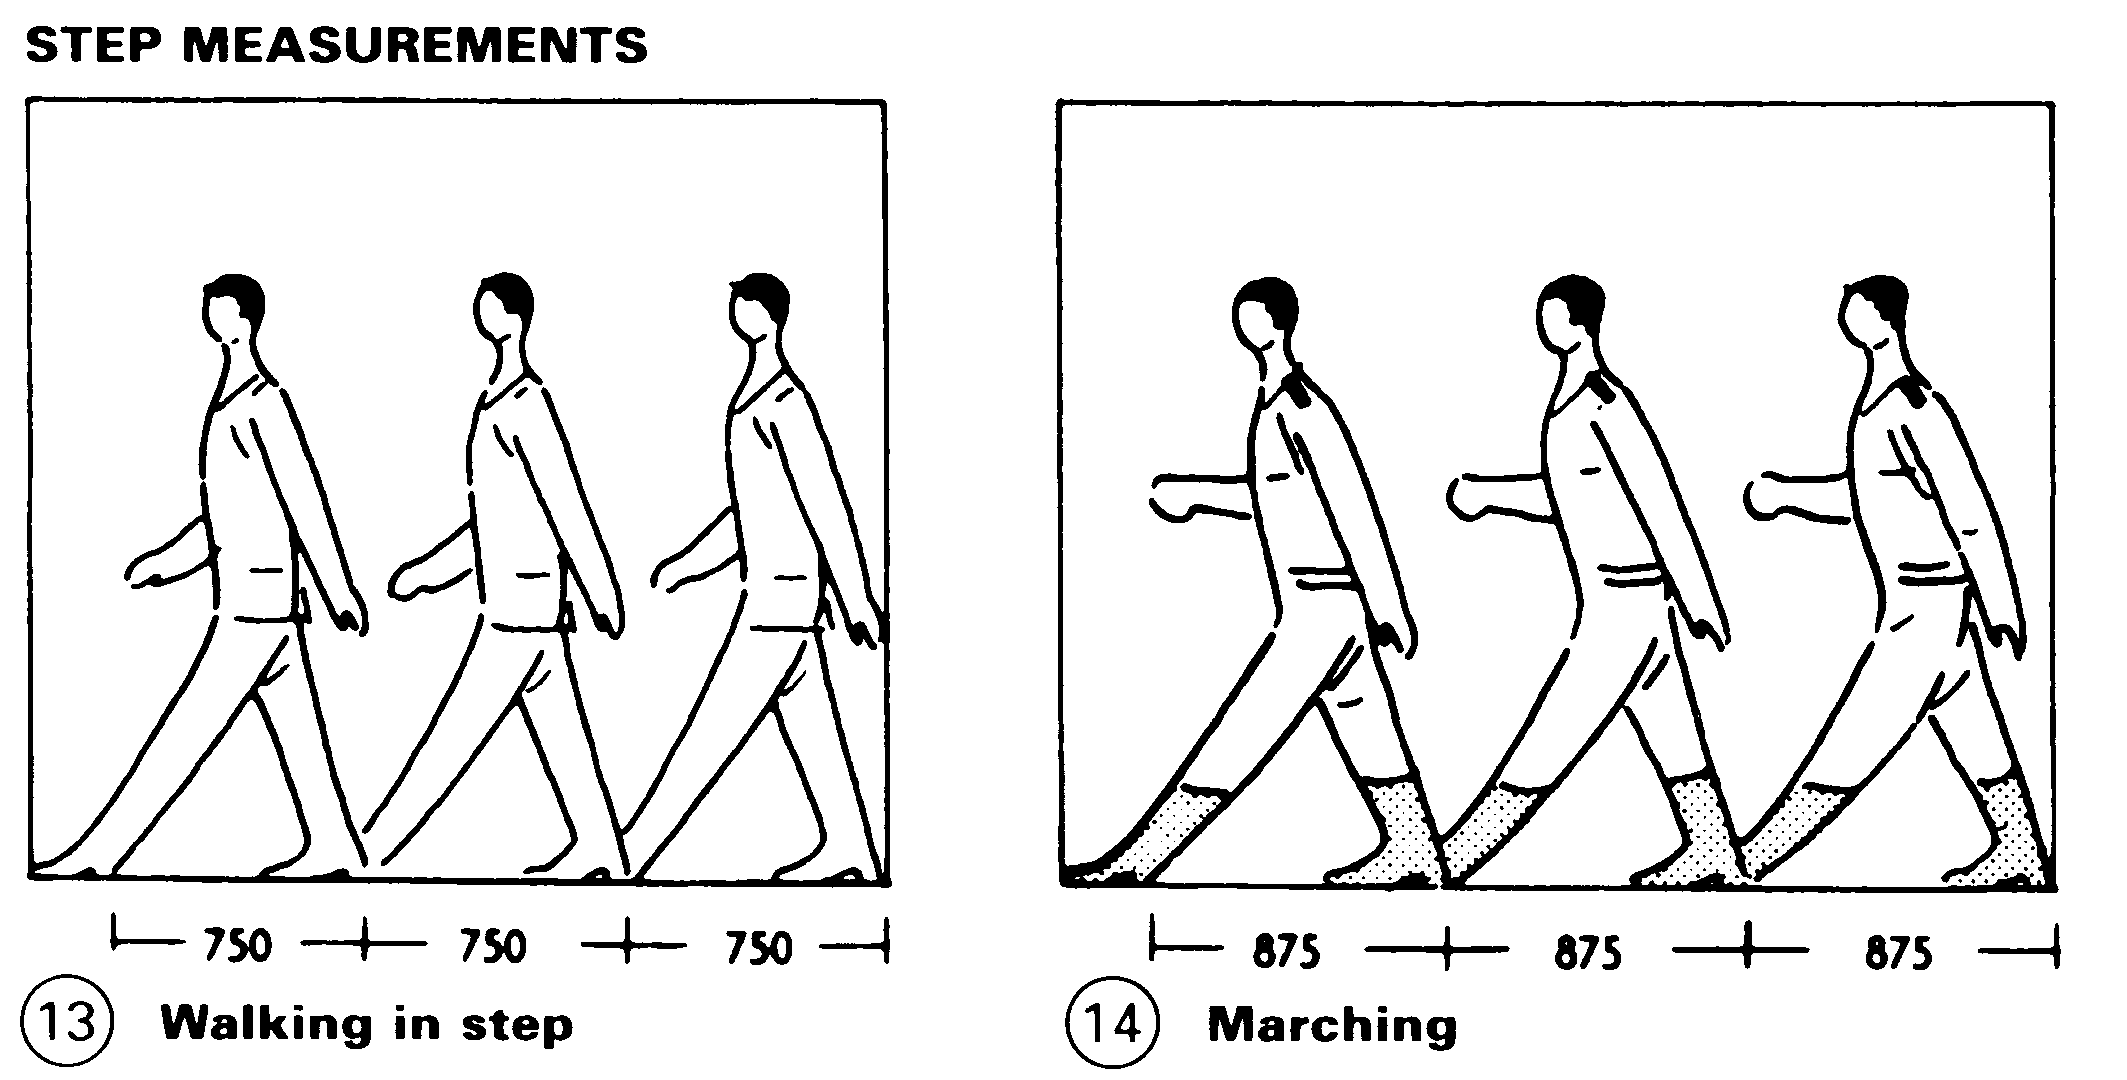 STEP MEASUREMENTS
750 750 750
13 Walking in step
875 875 875
14 Marching